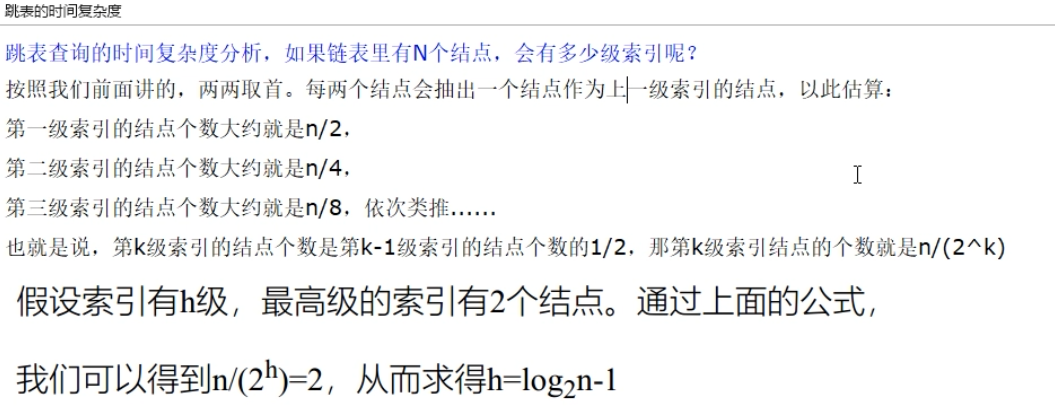 跳表的时间复杂度
跳表查询的时间复杂度分析，如果链表里有N个结点，会有多少级索引呢？
按照我们前面讲的，两两取首。每两个结点会抽出一个结点作为上一级索引的结点，以此估算：
第一级索引的结点个数大约就是n/2，
第二级索引的结点个数大约就是n/4，
第三级索引的结点个数大约就是n/8，依次类推......
也就是说，第k级索引的结点个数是第k-1级索引的结点个数的1/2，那第k级索引结点的个数就是n/(2^k)
假设索引有h级，最高级的索引有2个结点。通过上面的公式，
我们可以得到n/(2ʰ)=2，从而求得h=log₂n-1